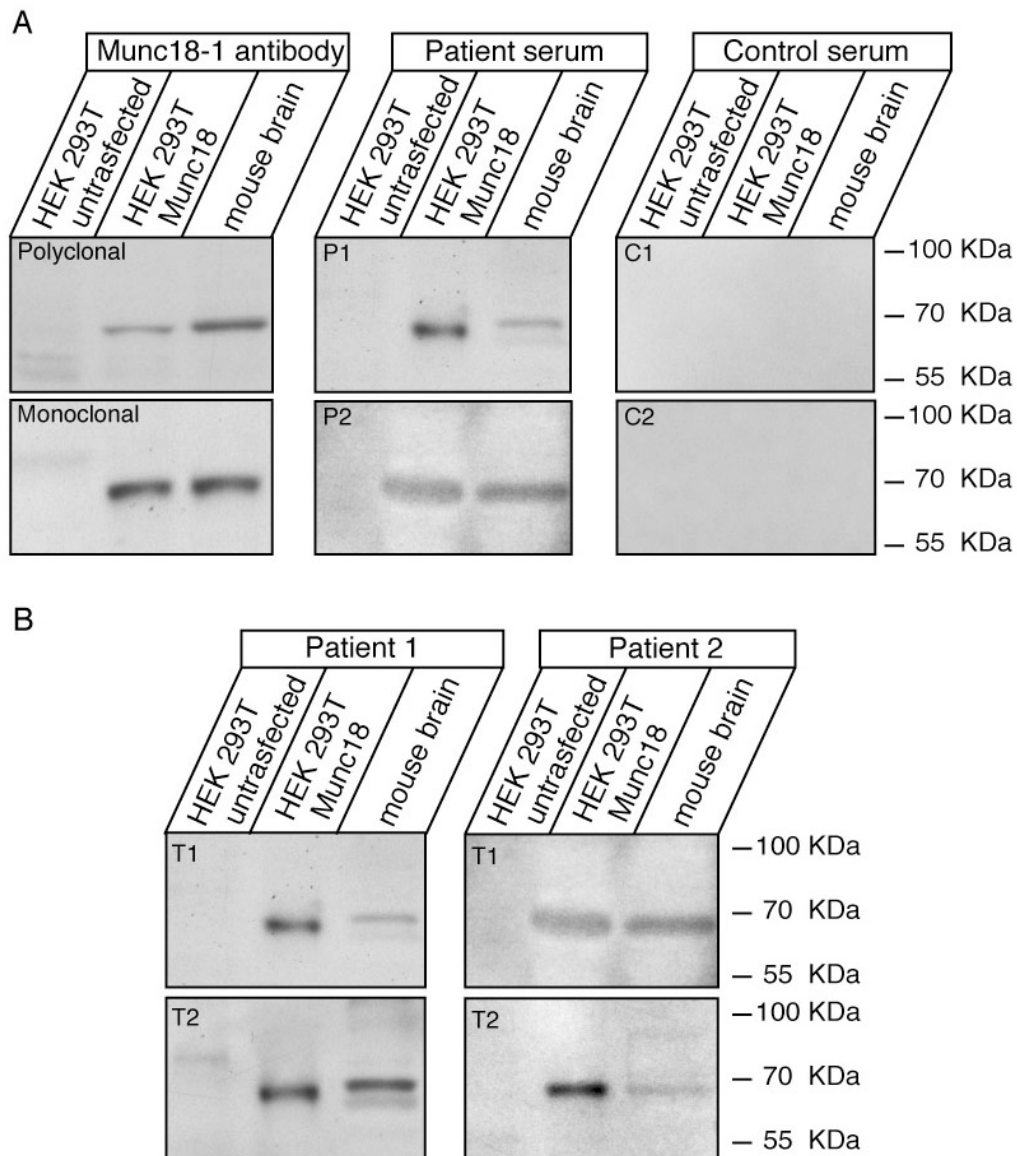 A
Munc18-1 antibody
Patient serum
Control serum
HEK 293T
untrasfected
HEK 293T
Munc18
mouse brain
HEK 293T
untrasfected
HEK 293T
Munc18
mouse brain
HEK 293T
untrasfected
HEK 293T
Munc18
mouse brain
Polyclonal
P1
C1
– 100 KDa
– 70 KDa
– 55 KDa
Monoclonal
P2
C2
– 100 KDa
– 70 KDa
– 55 KDa
B
Patient 1
Patient 2
HEK 293T
untrasfected
HEK 293T
Munc18
mouse brain
HEK 293T
untrasfected
HEK 293T
Munc18
mouse brain
T1
T1
– 100 KDa
– 70 KDa
– 55 KDa
T2
T2
– 100 KDa
– 70 KDa
– 55 KDa